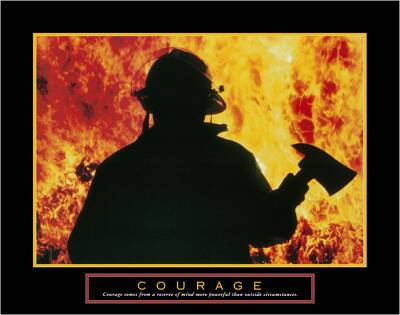 COURAGE
Courage comes from a reserve of mind more powerful than outside circumstances.